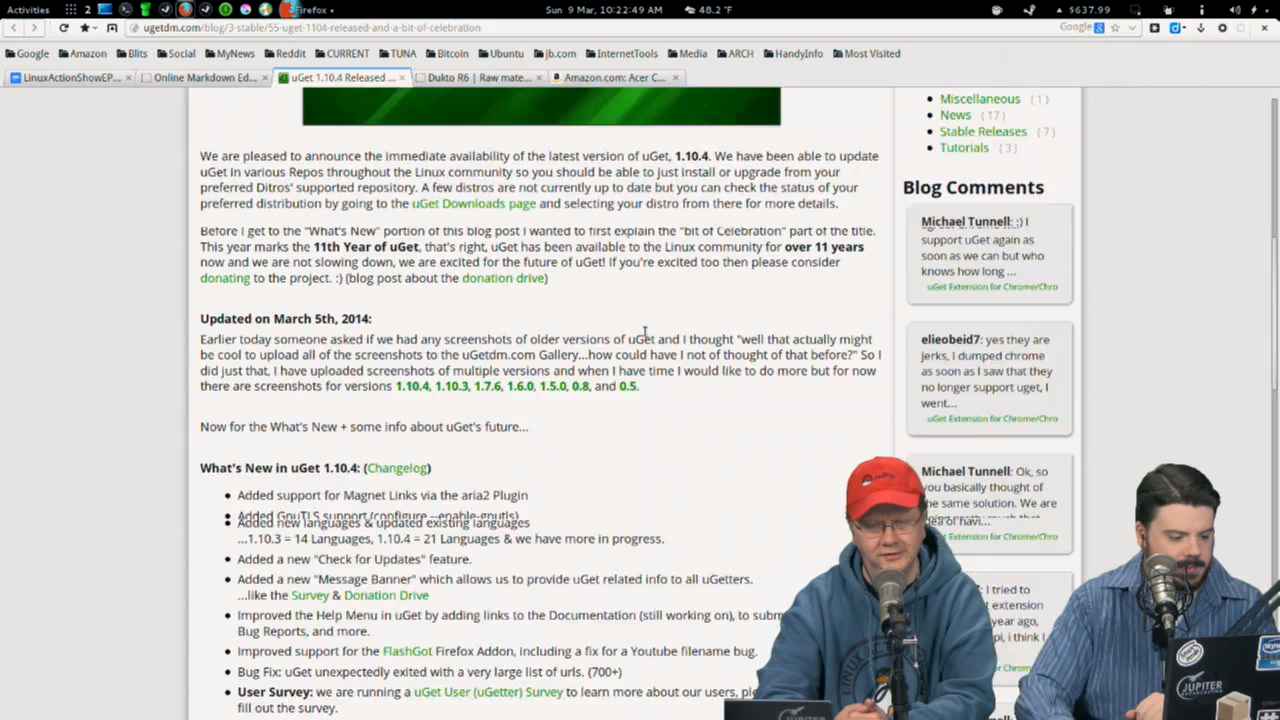 Activities
2
Firefox
Sun 9 Mar, 10:22:49 AM
48.2 °F
$637.99
ugetdm.com/blog/3-stable/55-uget-1104-released-and-a-bit-of-celebration
Google
Google Amazon Blits Social MyNews Reddit CURRENT TUNA Bitcoin Ubuntu jb.com InternetTools Media ARCH HandyInfo Most Visited
LinuxActionShowEP... Online Markdown Ed... uGet 1.10.4 Released ... Dukto R6 | Raw mate... Amazon.com: Acer C...
We are pleased to announce the immediate availability of the latest version of uGet, 1.10.4. We have been able to update
uGet in various Repos throughout the Linux community so you should be able to just install or upgrade from your
preferred Ditros' supported repository. A few distros are not currently up to date but you can check the status of your
preferred distribution by going to the uGet Downloads page and selecting your distro from there for more details.
Before I get to the "What's New" portion of this blog post I wanted to first explain the "bit of Celebration" part of the title.
This year marks the 11th Year of uGet, that's right, uGet has been available to the Linux community for over 11 years
now and we are not slowing down, we are excited for the future of uGet! If you're excited too then please consider
donating to the project. :) (blog post about the donation drive)
Updated on March 5th, 2014:
Earlier today someone asked if we had any screenshots of older versions of uGet and I thought "well that actually might
be cool to upload all of the screenshots to the uGetdm.com Gallery...how could have I not of thought of that before?" So I
did just that, I have uploaded screenshots of multiple versions and when I have time I would like to do more but for now
there are screenshots for versions 1.10.4, 1.10.3, 1.7.6, 1.6.0, 1.5.0, 0.8, and 0.5.
Now for the What's New + some info about uGet's future...
What's New in uGet 1.10.4: (Changelog)
Added support for Magnet Links via the aria2 Plugin
Added GnuTLS support (configure --enable-gnutls)
Added new languages & updated existing languages
...1.10.3 = 14 Languages, 1.10.4 = 21 Languages & we have more in progress.
Added a new "Check for Updates" feature.
Added a new "Message Banner" which allows us to provide uGet related info to all uGetters.
...like the Survey & Donation Drive
Improved the Help Menu in uGet by adding links to the Documentation (still working on), to subm
Bug Reports, and more.
Improved support for the FlashGot Firefox Addon, including a fix for a Youtube filename bug.
Bug Fix: uGet unexpectedly exited with a very large list of urls. (700+)
User Survey: we are running a uGet User (uGetter) Survey to learn more about our users, ple
fill out the survey.
Miscellaneous (1)
News (17)
Stable Releases (7)
Tutorials (3)
Blog Comments
Michael Tunnell: ;) I
support uGet again as
soon as we can but who
knows how long ...
uGet Extension for Chrome/Chro
elieobeid7: yes they are
jerks, I dumped chrome
as soon as I saw that they
no longer support uget, I
went...
uGet Extension for Chrome/Chro
Michael Tunnell: Ok, so
you basically thought of
the same solution. We are
idea of havi...
uGet Extension for Chrome/Chro
: I tried to
extension
year ago,
pi, i think I
/Chro
LINUX ACTION
JUPITER
BROADCASTING
JUPITER
BROADCASTING